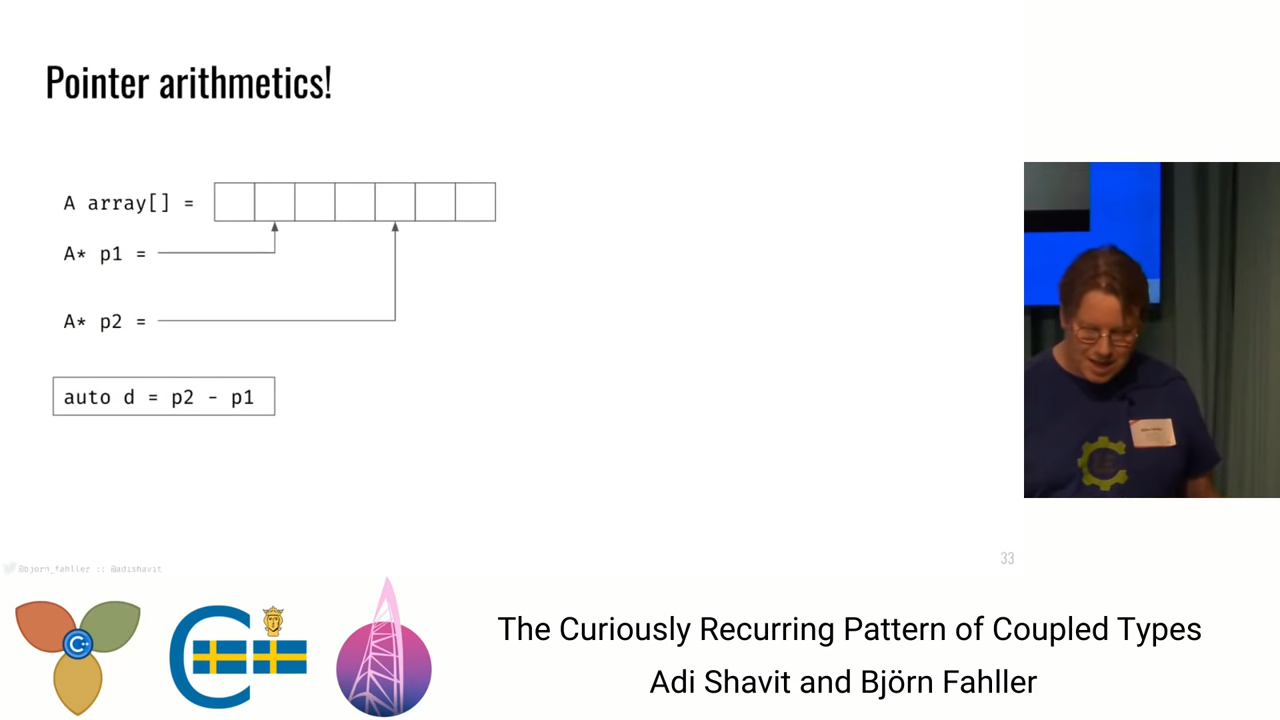 Pointer arithmetics!
A array[] =
A* p1 =
A* p2 =
auto d = p2 - p1
33
@bjorn_fahller :: @adishavit
The Curiously Recurring Pattern of Coupled Types
Adi Shavit and Björn Fahller